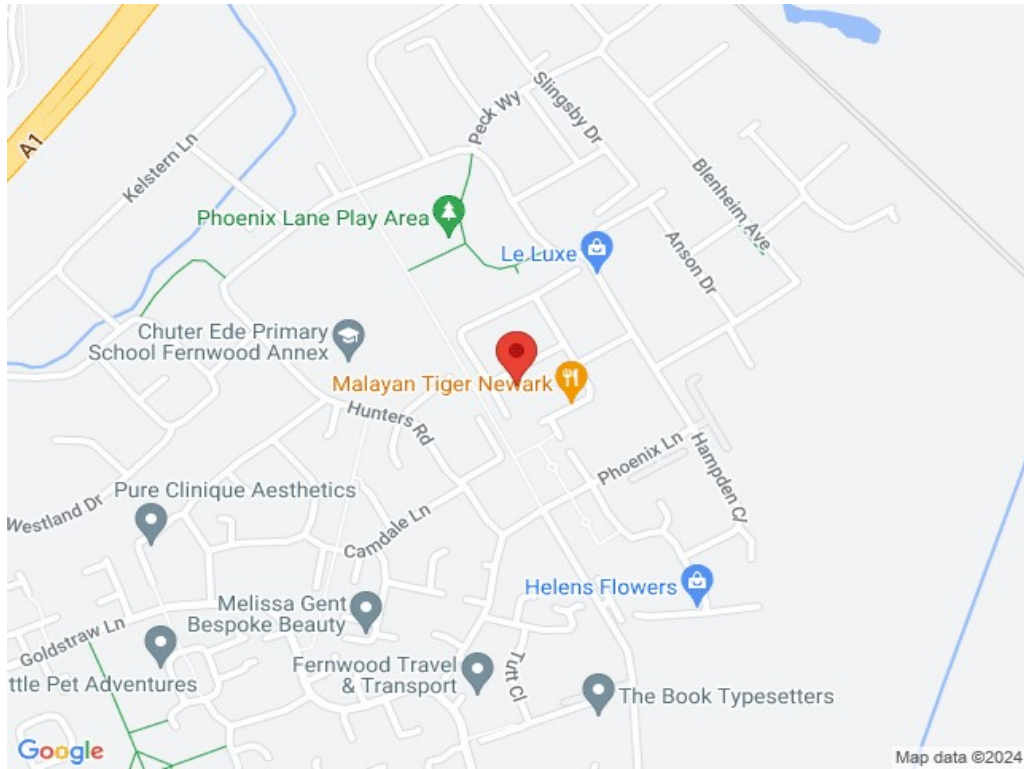 A1
Kelstern Ln
Peck Wy
Slingsby Dr
Blenheim Ave
Phoenix Lane Play Area
Le Luxe
Anson Dr
Chuter Ede Primary
School Fernwood Annex
Malayan Tiger Newark
Hunters Rd
Hampden Cl
Phoenix Ln
Pure Clinique Aesthetics
Westland Dr
Camdale Ln
Helens Flowers
Melissa Gent
Bespoke Beauty
Goldstraw Ln
Fernwood Travel
& Transport
Tutt Cl
ttle Pet Adventures
The Book Typesetters
Google
Map data ©2024